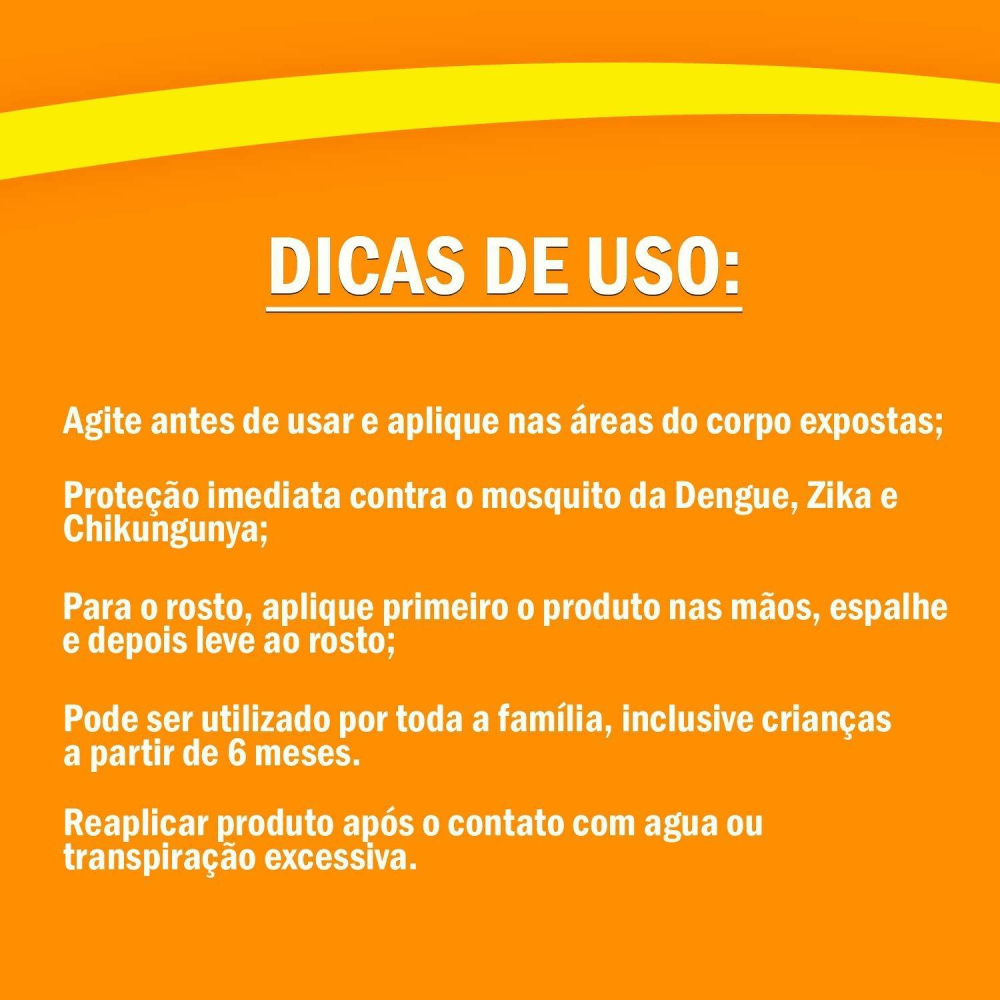 DICAS DE USO:
Agite antes de usar e aplique nas áreas do corpo expostas;
Proteção imediata contra o mosquito da Dengue, Zika e
Chikungunya;
Para o rosto, aplique primeiro o produto nas mãos, espalhe
e depois leve ao rosto;
Pode ser utilizado por toda a família, inclusive crianças
a partir de 6 meses.
Reaplicar produto após o contato com agua ou
transpiração excessiva.